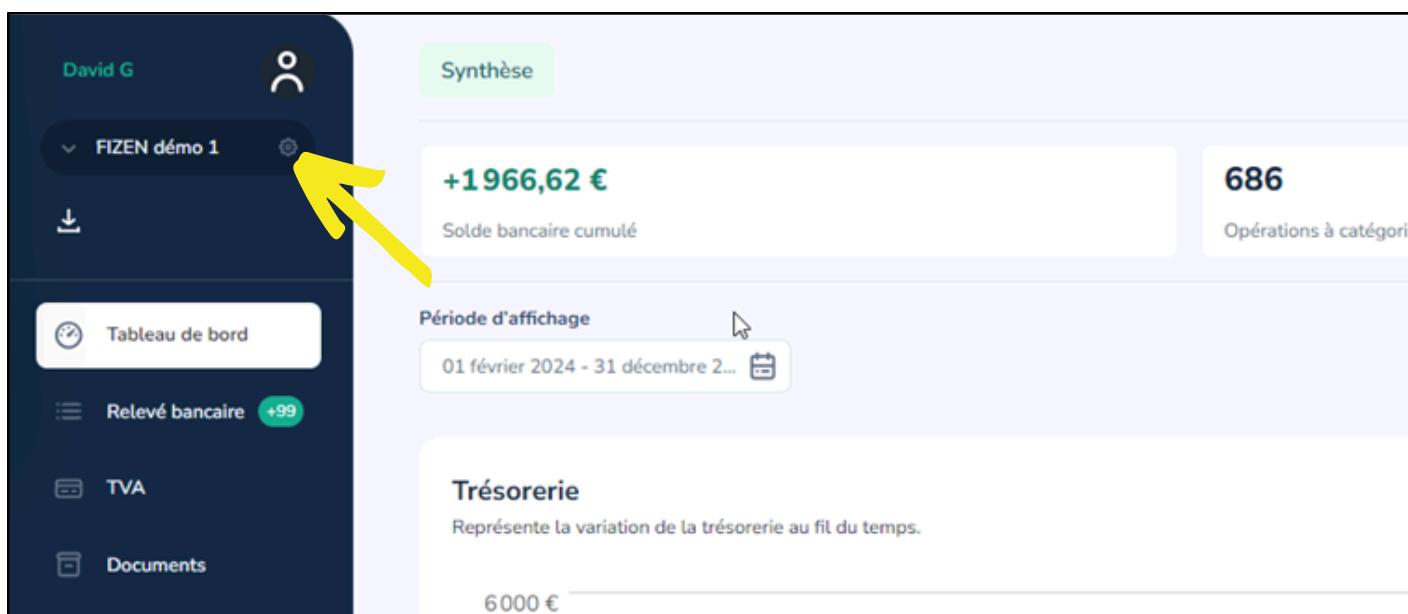 David G
FIZEN démo 1
Tableau de bord
Relevé bancaire +99
TVA
Documents
Synthèse
+1 966,62 €
Solde bancaire cumulé
686
Opérations à catégori
Période d'affichage
01 février 2024 - 31 décembre 2...
Trésorerie
Représente la variation de la trésorerie au fil du temps.
6 000 €